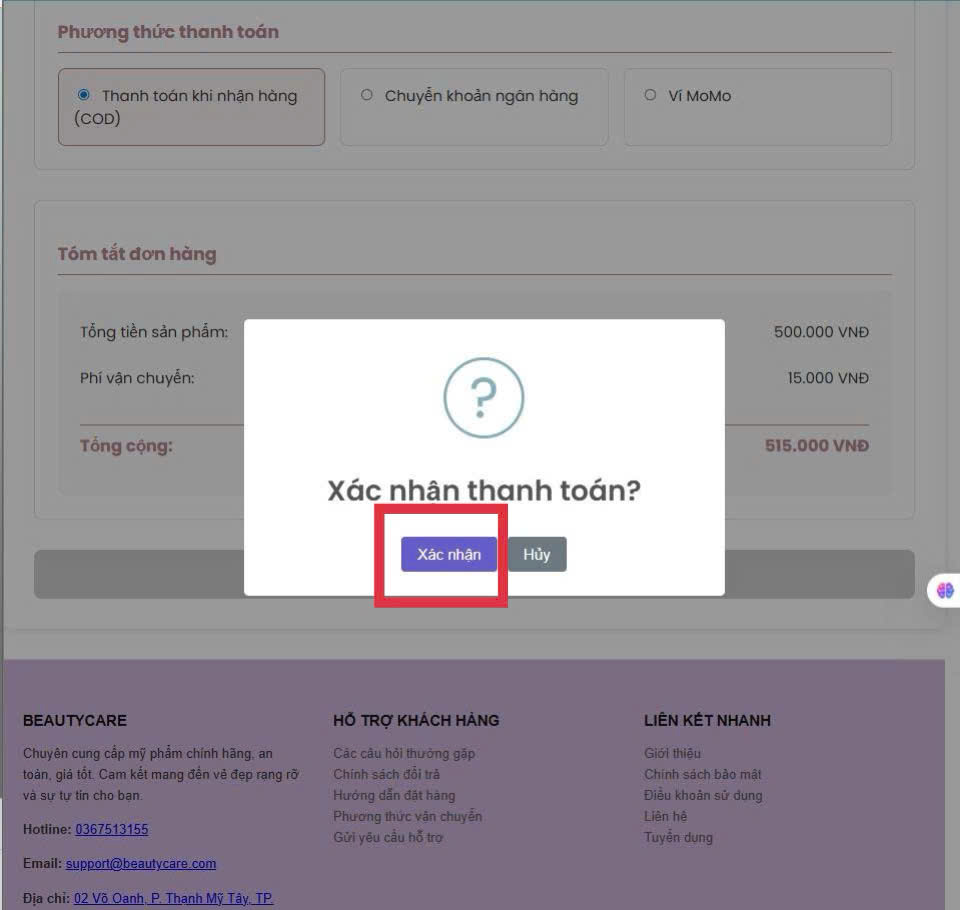 Phương thức thanh toán
Thanh toán khi nhận hàng
(COD)
Chuyển khoản ngân hàng
Ví MoMo
Tóm tắt đơn hàng
Tổng tiền sản phẩm:
500.000 VNĐ
Phí vận chuyển:
15.000 VNĐ
Tổng cộng:
515.000 VNĐ
?
Xác nhận thanh toán?
Xác nhận
Hủy
BEAUTYCARE
Chuyên cung cấp mỹ phẩm chính hãng, an
toàn, giá tốt. Cam kết mang đến vẻ đẹp rạng rỡ
và sự tự tin cho bạn.
Hotline: 0367513155
Email: support@beautycare.com
Địa chỉ: 02 Võ Oanh, P. Thạnh Mỹ Tây, TP.
HỖ TRỢ KHÁCH HÀNG
Các câu hỏi thường gặp
Chính sách đổi trả
Hướng dẫn đặt hàng
Phương thức vận chuyển
Gửi yêu cầu hỗ trợ
LIÊN KẾT NHANH
Giới thiệu
Chính sách bảo mật
Điều khoản sử dụng
Liên hệ
Tuyển dụng